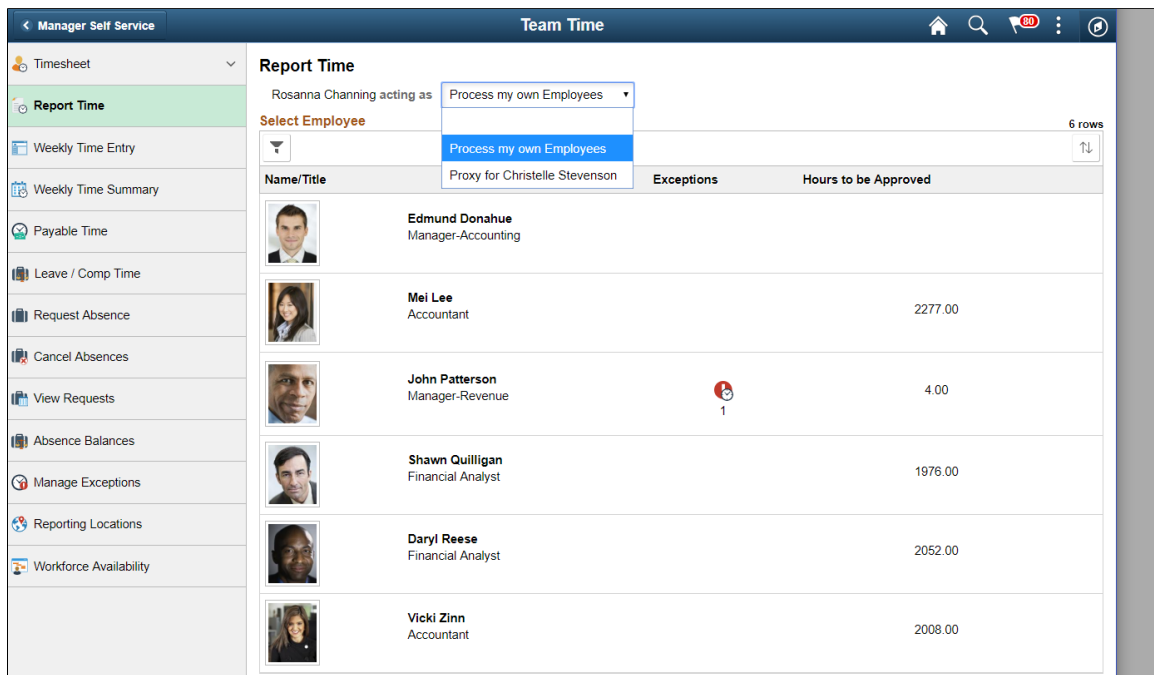 Manager Self Service
Team Time
80
Timesheet
Report Time
Weekly Time Entry
Weekly Time Summary
Payable Time
Leave / Comp Time
Request Absence
Cancel Absences
View Requests
Absence Balances
Manage Exceptions
Reporting Locations
Workforce Availability
Report Time
Rosanna Channing acting as Process my own Employees
Process my own Employees
Proxy for Christelle Stevenson
Select Employee
6 rows
Name/Title Exceptions Hours to be Approved
Edmund Donahue
Manager-Accounting
Mei Lee
Accountant
2277.00
John Patterson
Manager-Revenue
1
4.00
Shawn Quilligan
Financial Analyst
1976.00
Daryl Reese
Financial Analyst
2052.00
Vicki Zinn
Accountant
2008.00